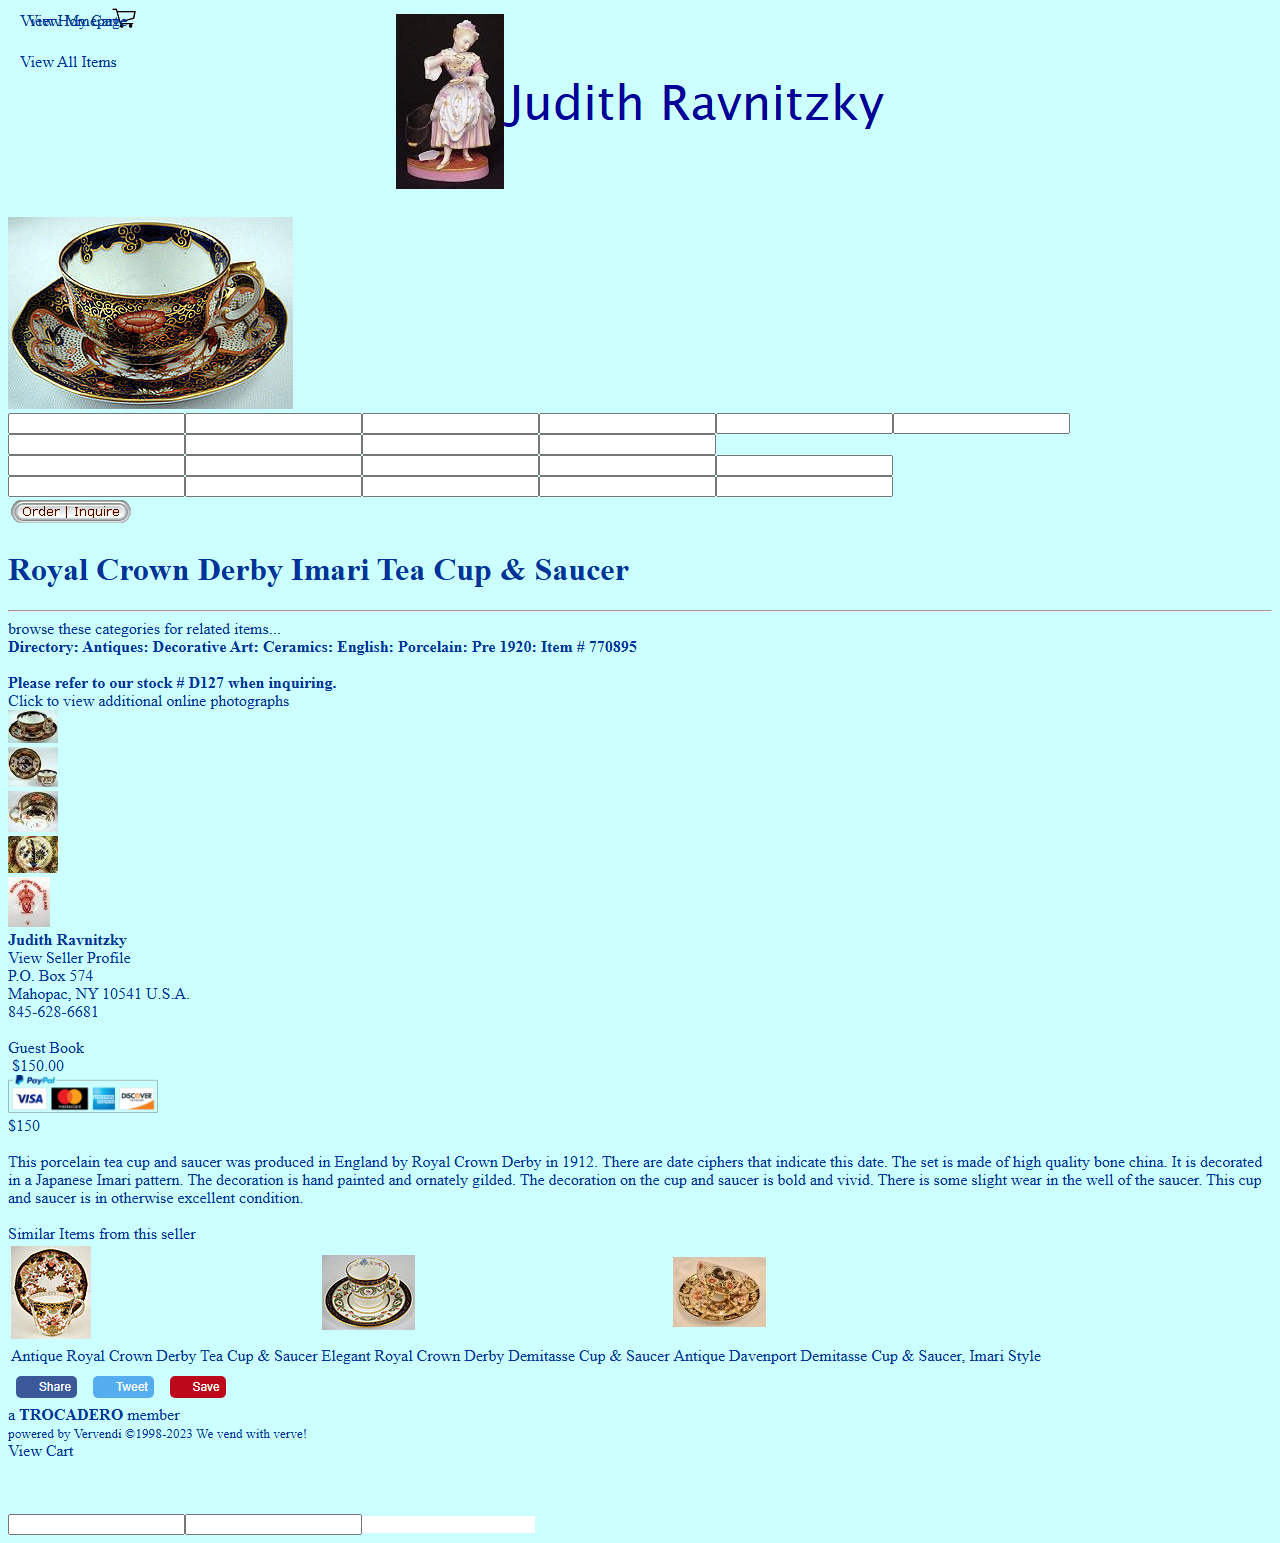 View Homepage
View My Cart
View All Items
Judith Ravnitzky
Order | Inquire
Royal Crown Derby Imari Tea Cup & Saucer
browse these categories for related items...
Directory: Antiques: Decorative Art: Ceramics: English: Porcelain: Pre 1920: Item # 770895
Please refer to our stock # D127 when inquiring.
Click to view additional online photographs
ROYAL CROWN DERBY ENGLAND
Judith Ravnitzky
View Seller Profile
P.O. Box 574
Mahopac, NY 10541 U.S.A.
845-628-6681
Guest Book
$150.00
PayPal
VISA mastercard DISCOVER
$150
This porcelain tea cup and saucer was produced in England by Royal Crown Derby in 1912. There are date ciphers that indicate this date. The set is made of high quality bone china. It is decorated
in a Japanese Imari pattern. The decoration is hand painted and ornately gilded. The decoration on the cup and saucer is bold and vivid. There is some slight wear in the well of the saucer. This cup
and saucer is in otherwise excellent condition.
Similar Items from this seller
Antique Royal Crown Derby Tea Cup & Saucer Elegant Royal Crown Derby Demitasse Cup & Saucer Antique Davenport Demitasse Cup & Saucer, Imari Style
Share Tweet Save
a TROCADERO member
powered by Vervendi ©1998-2023 We vend with verve!
View Cart